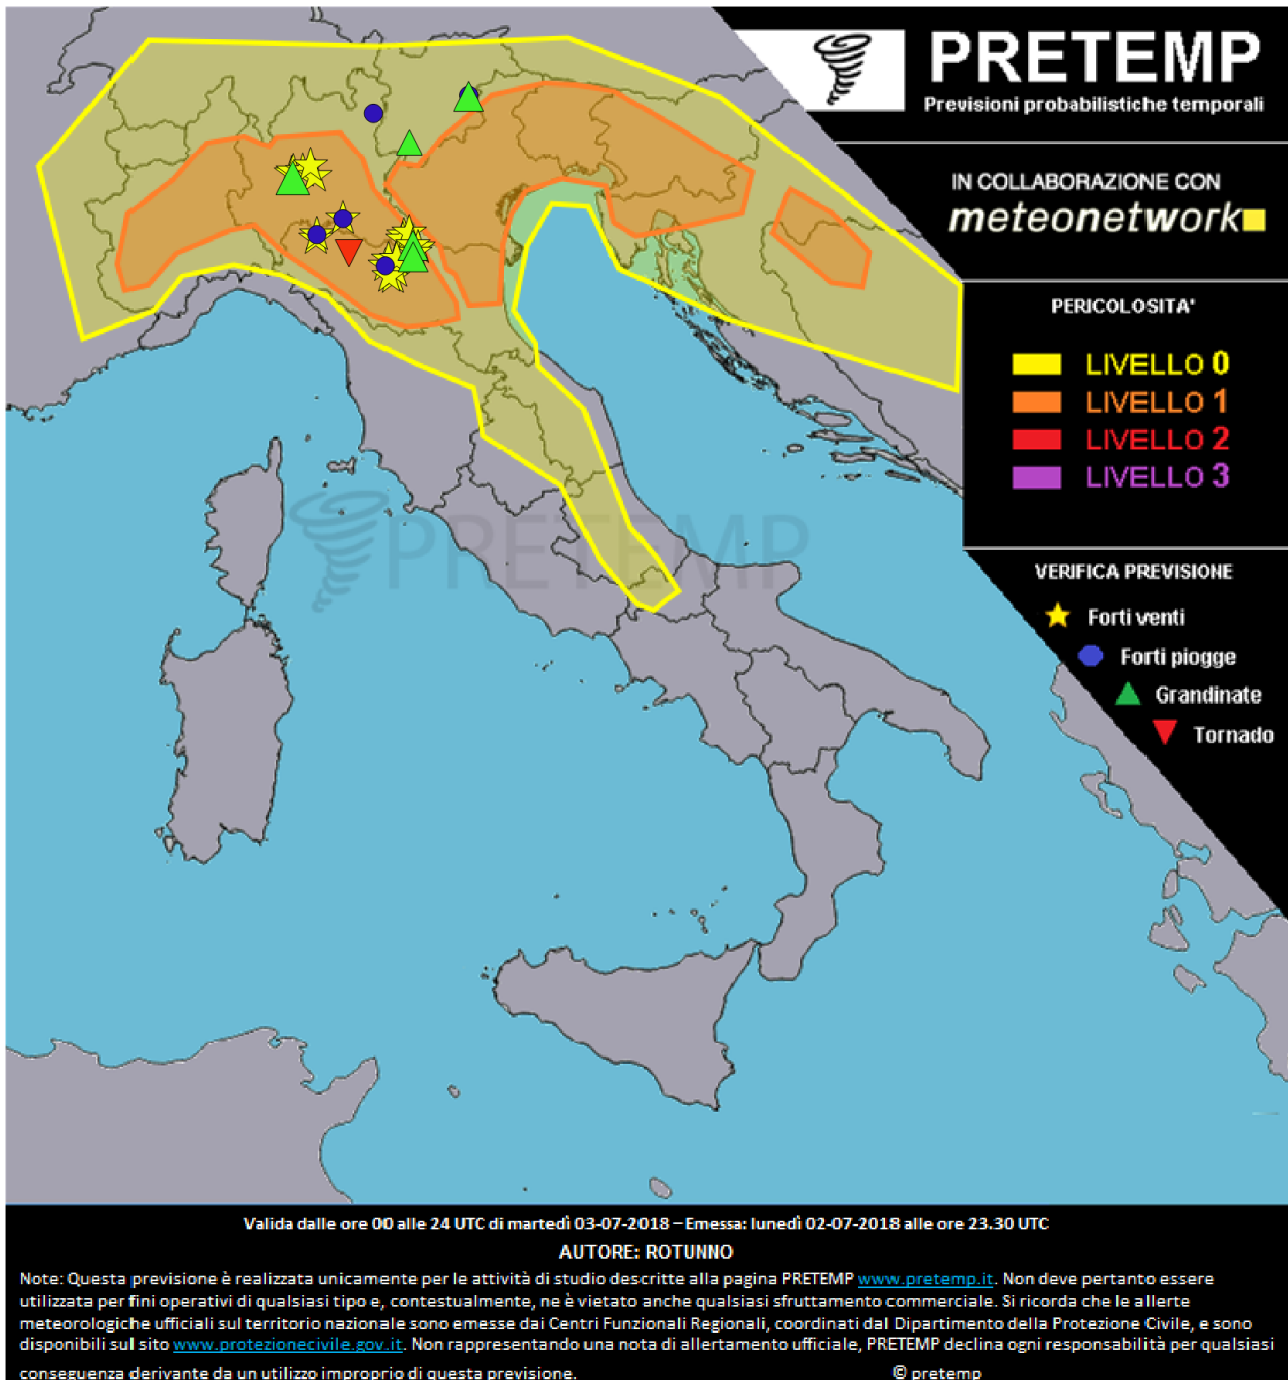 PRETEMP
Previsioni probabilistiche temporali
IN COLLABORAZIONE CON
meteonetwork
PERICOLOSITA'
LIVELLO 0
LIVELLO 1
LIVELLO 2
LIVELLO 3
PRETEMP
VERIFICA PREVISIONE
Forti venti
Forti piogge
Grandinate
Tornado
Valida dalle ore 00 alle 24 UTC di martedì 03-07-2018 – Emessa: lunedì 02-07-2018 alle ore 23.30 UTC
AUTORE: ROTUNNO
Note: Questa previsione è realizzata unicamente per le attività di studio descritte alla pagina PRETEMP www.pretemp.it. Non deve pertanto essere
utilizzata per fini operativi di qualsiasi tipo e, contestualmente, ne è vietato anche qualsiasi sfruttamento commerciale. Si ricorda che le allerte
meteorologiche ufficiali sul territorio nazionale sono emesse dai Centri Funzionali Regionali, coordinati dal Dipartimento della Protezione Civile, e sono
disponibili sul sito www.protezionecivile.gov.it. Non rappresentando una nota di allertamento ufficiale, PRETEMP declina ogni responsabilità per qualsiasi
conseguenza derivante da un utilizzo improprio di questa previsione. © pretemp